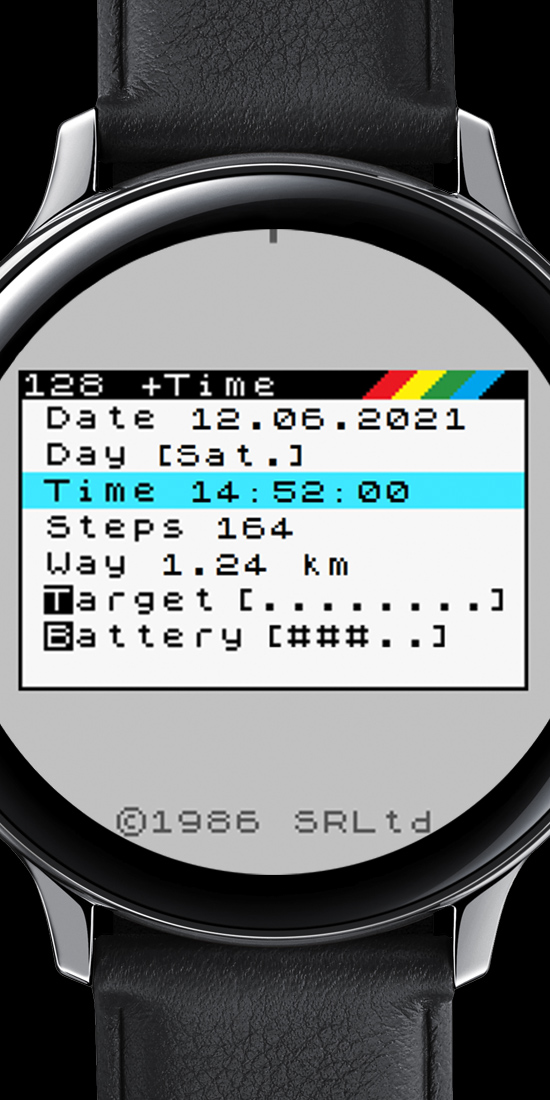 128 +Time
Date 12.06.2021
Day [Sat.]
Time 14:52:00
Steps 164
Way 1.24 km
Target [........]
Battery [###..]
©1986 SRLtd